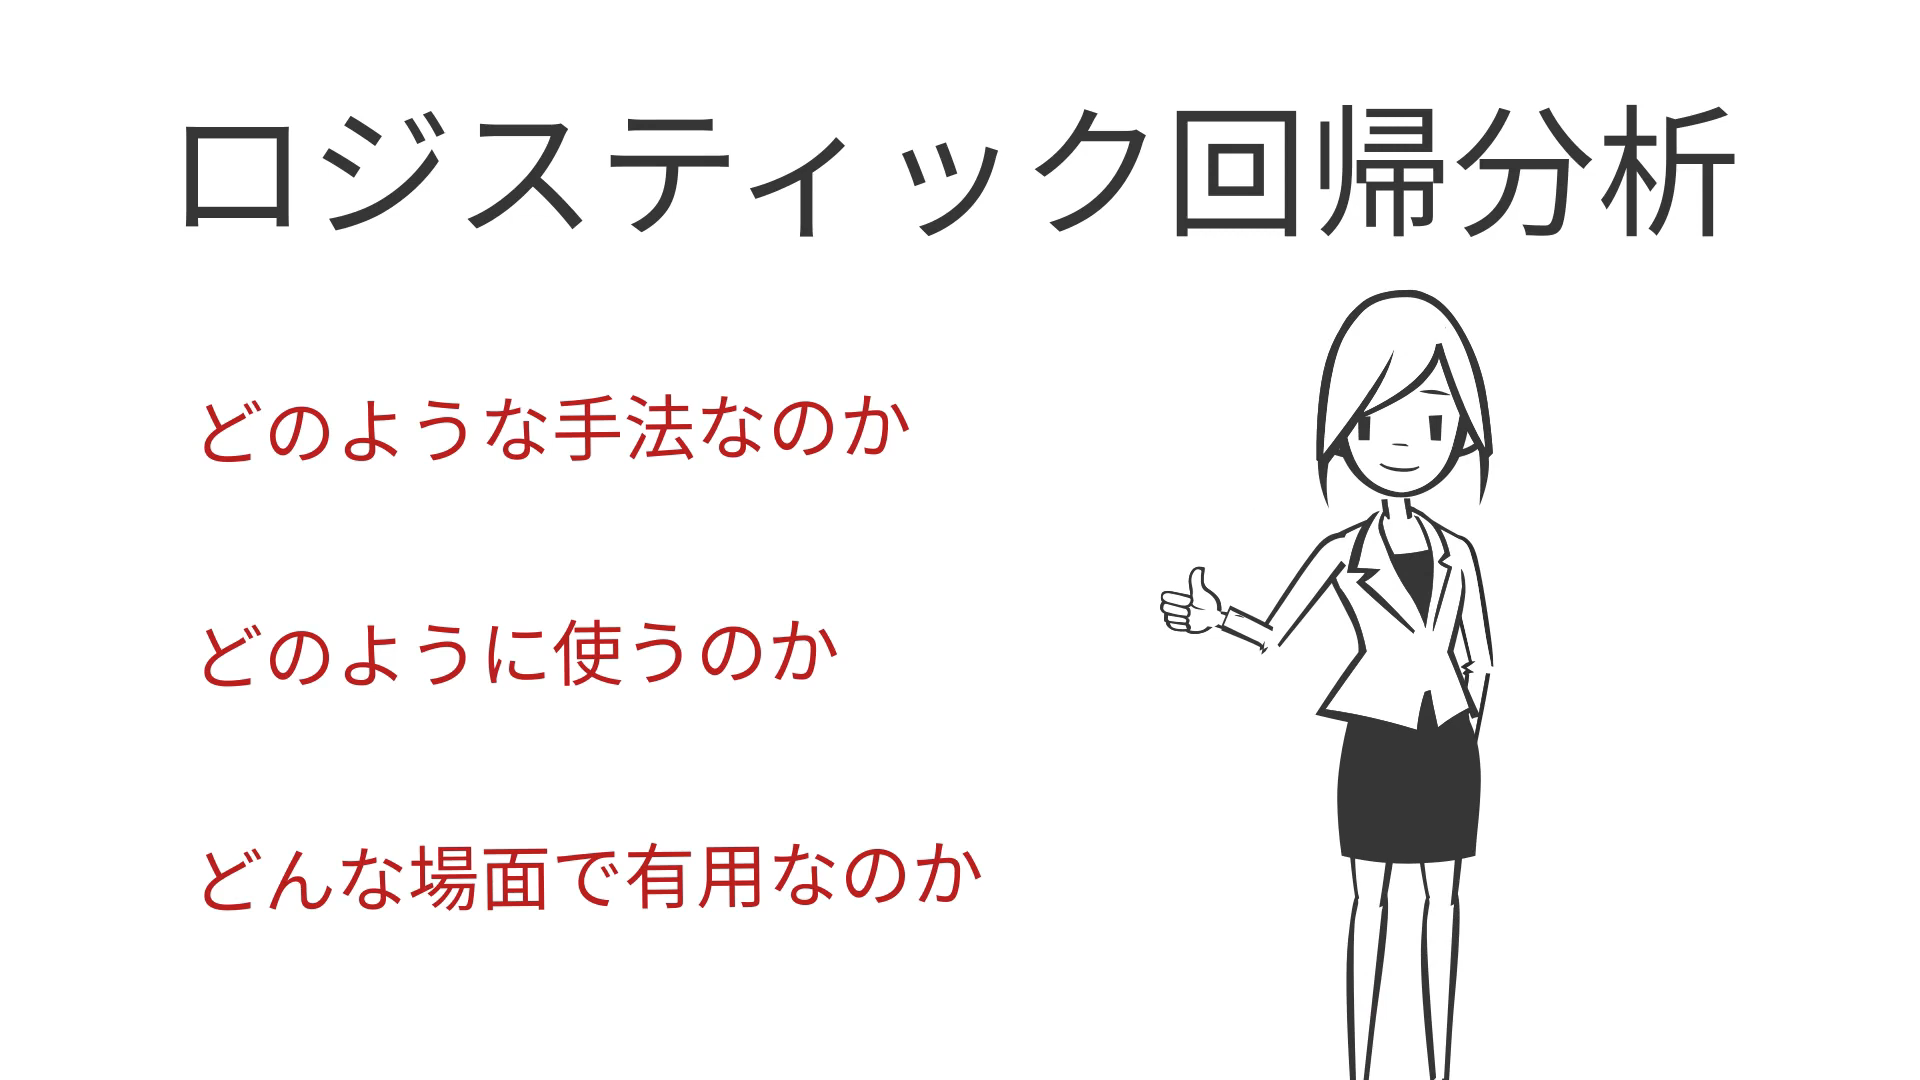 ロジスティック回帰分析
どのような手法なのか
どのように使うのか
どんな場面で有用なのか